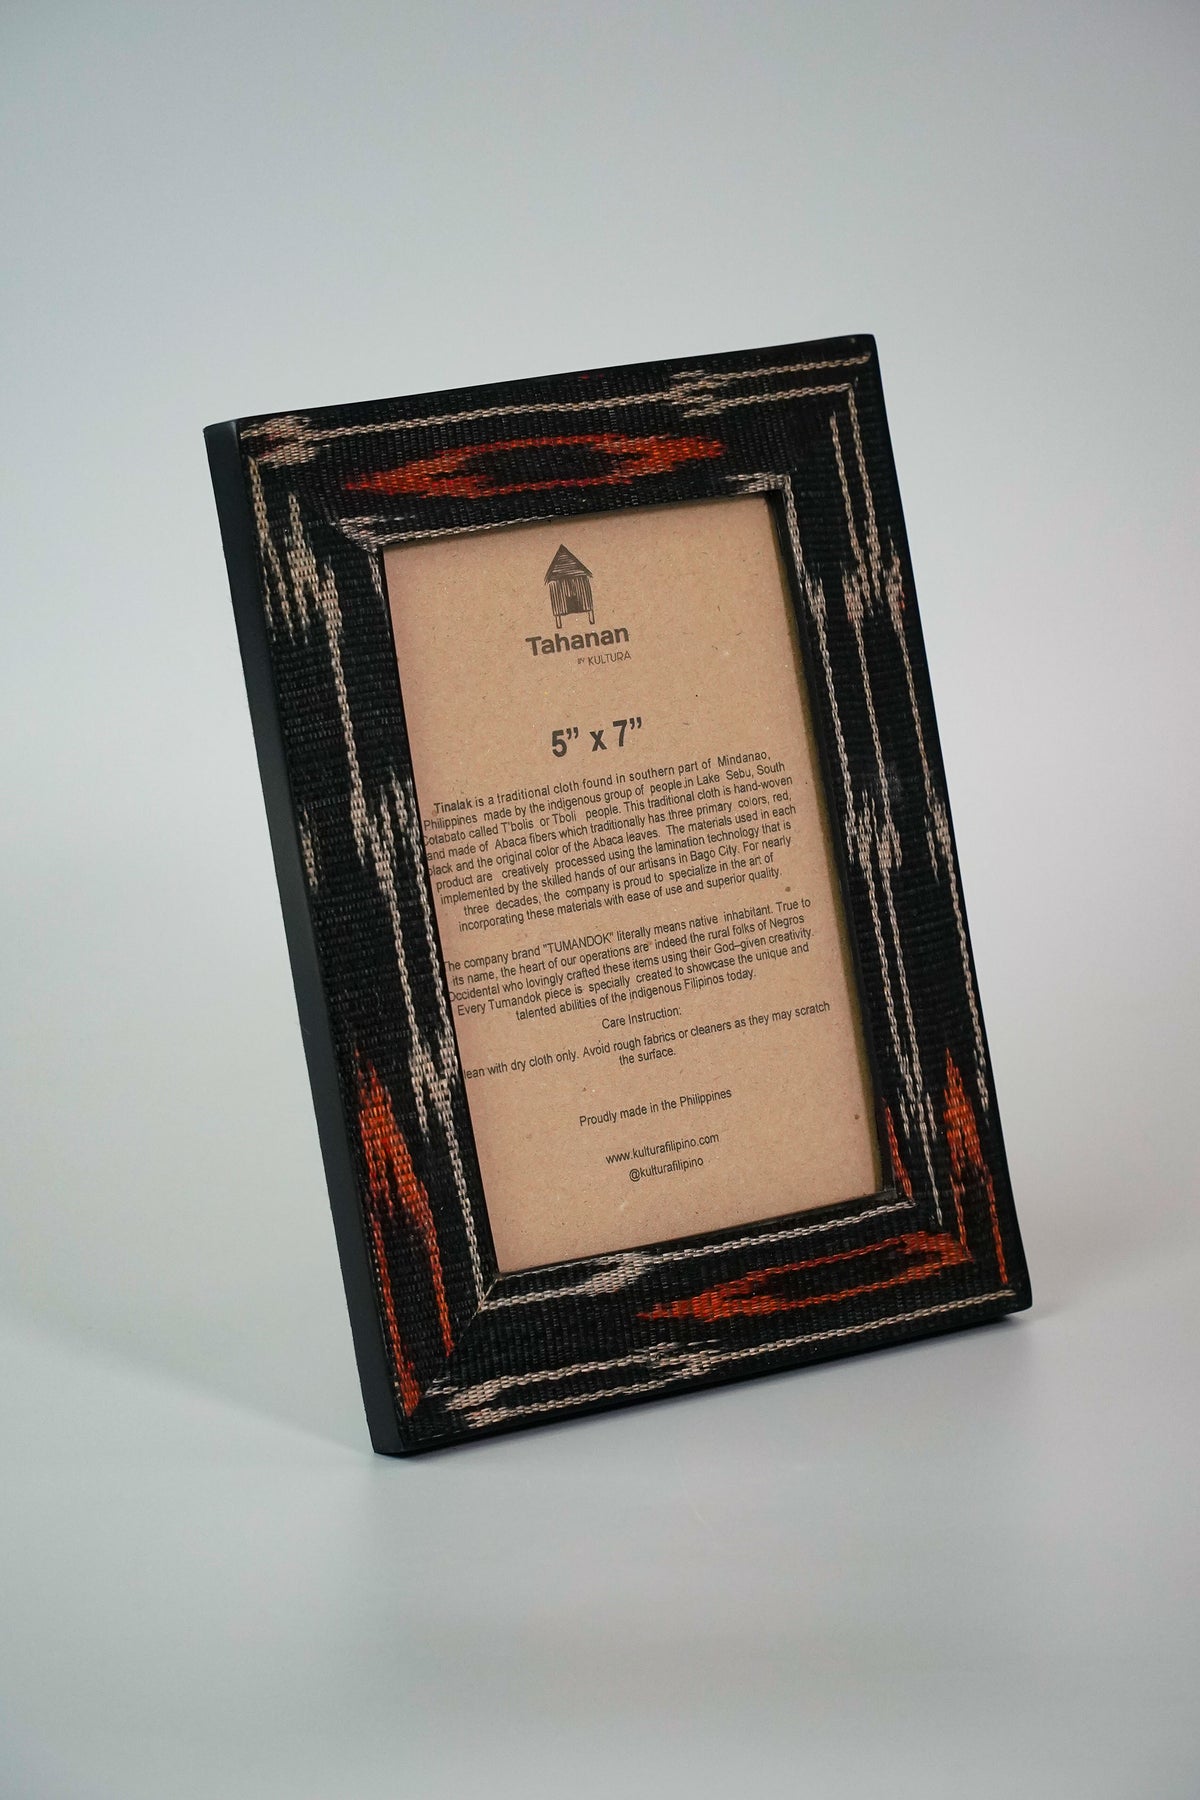 Tahanan
BY KULTURA
5” x 7”
Tinalak is a traditional cloth found in southern part of Mindanao,
Philippines made by the indigenous group of people in Lake Sebu, South
Cotabato called T'bolis or Tboli people. This traditional cloth is hand-woven
and made of Abaca fibers which traditionally has three primary colors, red,
black and the original color of the Abaca leaves. The materials used in each
product are creatively processed using the lamination technology that is
implemented by the skilled hands of our artisans in Bago City. For nearly
three decades, the company is proud to specialize in the art of
incorporating these materials with ease of use and superior quality.
The company brand "TUMANDOK" literally means native inhabitant. True to
its name, the heart of our operations are indeed the rural folks of Negros
Occidental who lovingly crafted these items using their God–given creativity.
Every Tumandok piece is specially created to showcase the unique and
talented abilities of the indigenous Filipinos today.
Care Instruction:
lean with dry cloth only. Avoid rough fabrics or cleaners as they may scratch
the surface.
Proudly made in the Philippines
www.kulturafilipino.com
@kulturafilipino